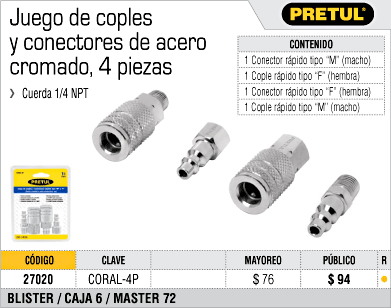 Juego de coples
y conectores de acero
cromado, 4 piezas
❯ Cuerda 1/4 NPT
PRETUL®
CONTENIDO
1 Conector rápido tipo “M” (macho)
1 Cople rápido tipo “F” (hembra)
1 Conector rápido tipo “F” (hembra)
1 Cople rápido tipo “M” (macho)
PRETUL
CÓDIGO CLAVE MAYOREO PÚBLICO R
27020 CORAL-4P $ 76 $ 94
BLISTER / CAJA 6 / MASTER 72